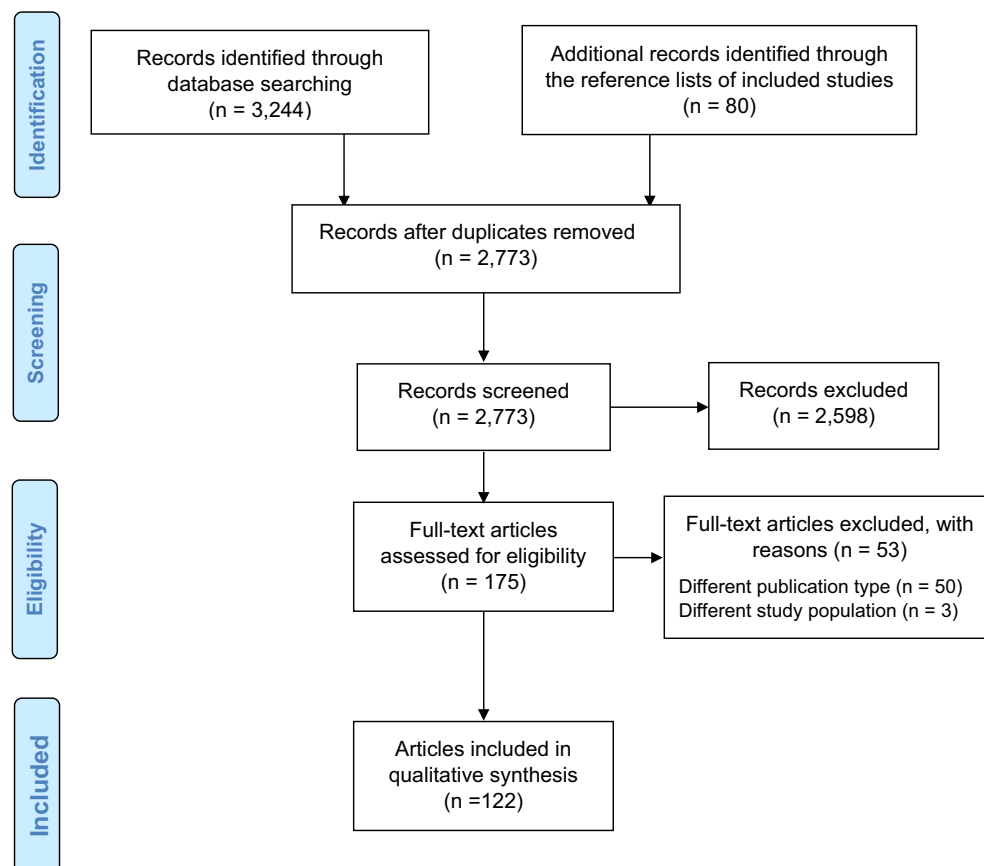 Identification
Records identified through
database searching
(n = 3,244)
Additional records identified through
the reference lists of included studies
(n = 80)
Records after duplicates removed
(n = 2,773)
Screening
Records screened
(n = 2,773)
Records excluded
(n = 2,598)
Eligibility
Full-text articles
assessed for eligibility
(n = 175)
Full-text articles excluded, with
reasons (n = 53)
Different publication type (n = 50)
Different study population (n = 3)
Included
Articles included in
qualitative synthesis
(n =122)